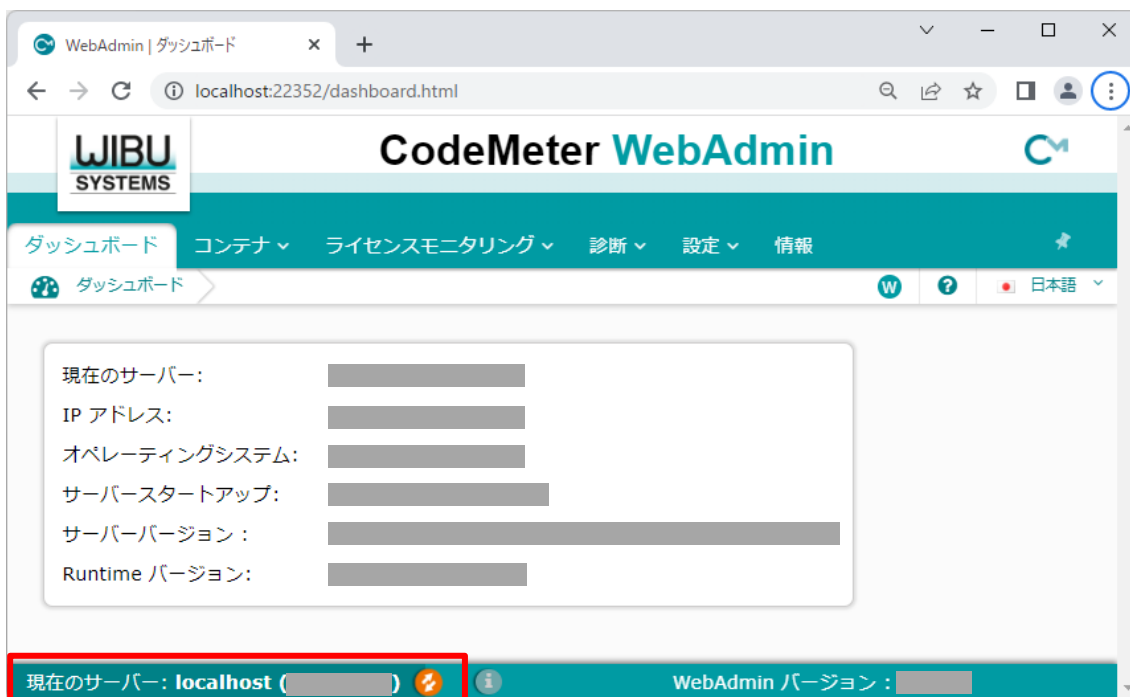 WebAdmin | ダッシュボード
localhost:22352/dashboard.html
WIBU
SYSTEMS
CodeMeter WebAdmin
CM
ダッシュボード コンテナ ライセンスモニタリング 診断 設定 情報
ダッシュボード W ? 日本語
現在のサーバー:
IP アドレス:
オペレーティングシステム:
サーバースタートアップ:
サーバーバージョン :
Runtime バージョン:
現在のサーバー: localhost ( ) i WebAdmin バージョン :